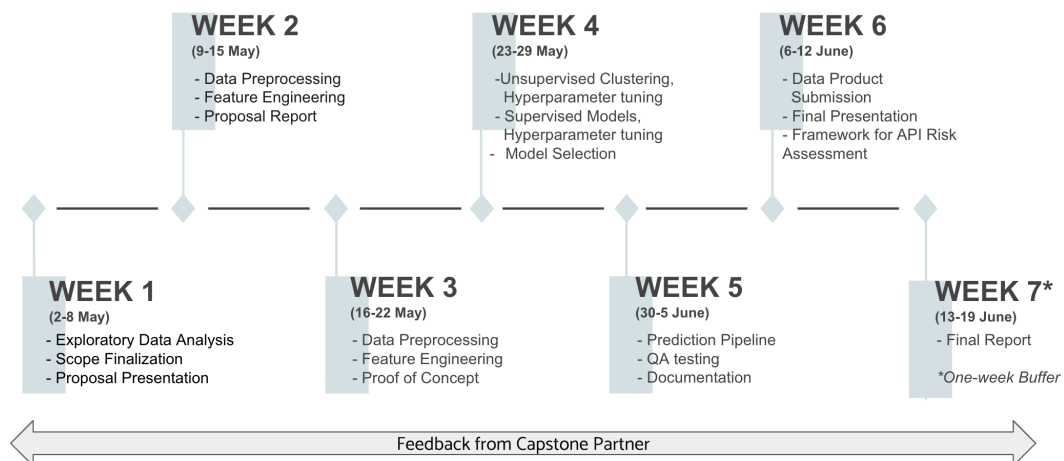 WEEK 2
(9-15 May)
- Data Preprocessing
- Feature Engineering
- Proposal Report
WEEK 4
(23-29 May)
-Unsupervised Clustering,
Hyperparameter tuning
- Supervised Models,
Hyperparameter tuning
- Model Selection
WEEK 6
(6-12 June)
- Data Product
Submission
- Final Presentation
- Framework for API Risk
Assessment
WEEK 1
(2-8 May)
- Exploratory Data Analysis
- Scope Finalization
- Proposal Presentation
WEEK 3
(16-22 May)
- Data Preprocessing
- Feature Engineering
- Proof of Concept
WEEK 5
(30-5 June)
- Prediction Pipeline
- QA testing
- Documentation
WEEK 7*
(13-19 June)
- Final Report
*One-week Buffer
Feedback from Capstone Partner